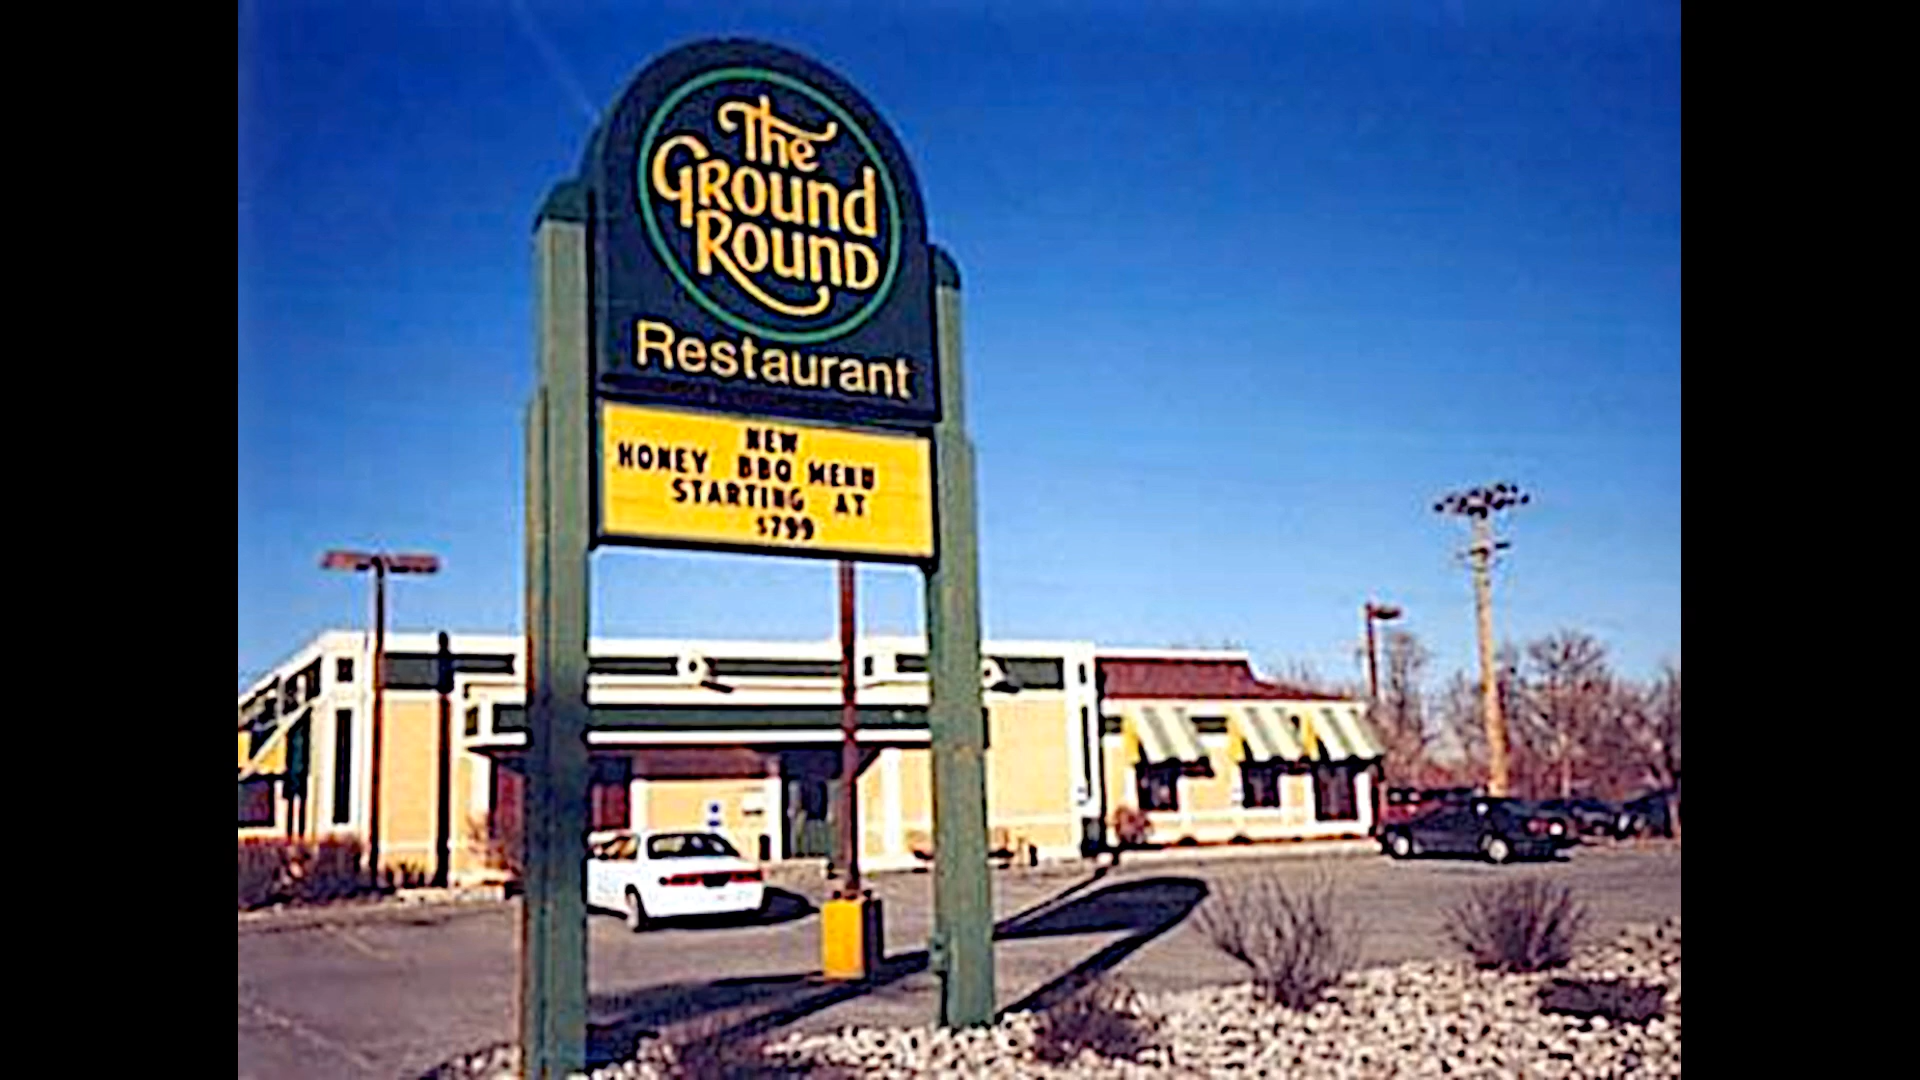 The
Ground
Round
Restaurant
NEW
HONEY BBQ MENU
STARTING AT
$799